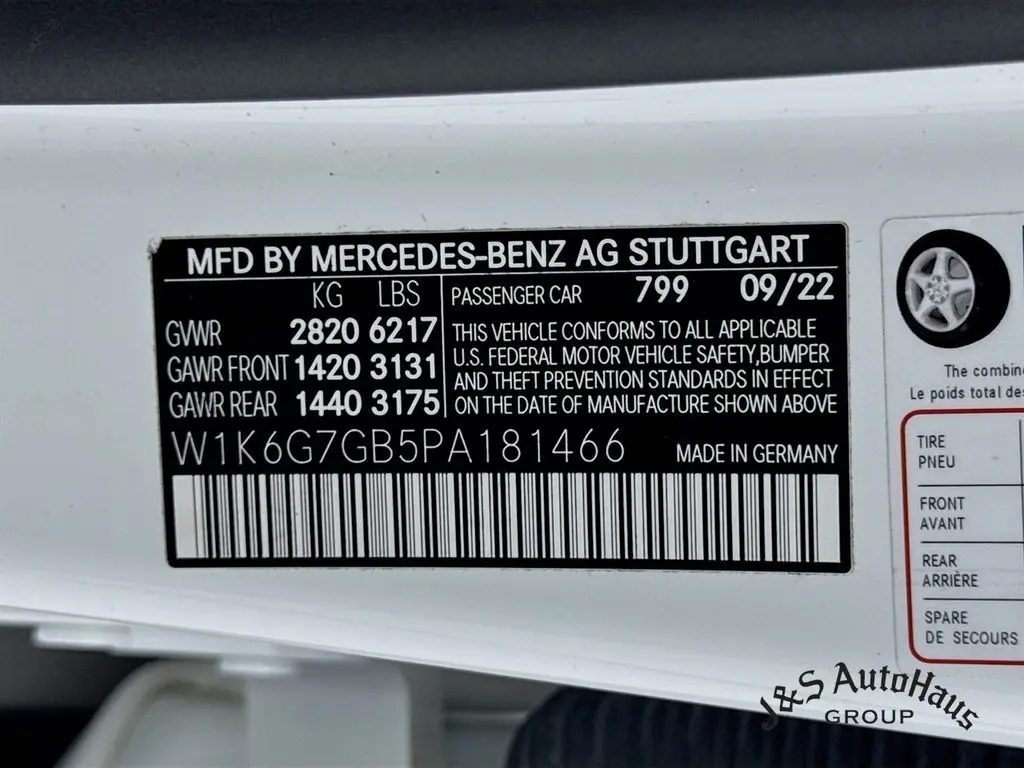 MFD BY MERCEDES-BENZ AG STUTTGART
KG LBS
GVWR 2820 6217
GAWR FRONT 1420 3131
GAWR REAR 1440 3175
PASSENGER CAR 799 09/22
THIS VEHICLE CONFORMS TO ALL APPLICABLE
U.S. FEDERAL MOTOR VEHICLE SAFETY,BUMPER
AND THEFT PREVENTION STANDARDS IN EFFECT
ON THE DATE OF MANUFACTURE SHOWN ABOVE
W1K6G7GB5PA181466 MADE IN GERMANY
The combin
Le poids total des
TIRE
PNEU
FRONT
AVANT
REAR
ARRIÈRE
SPARE
DE SECOURS
J&S AutoHaus
GROUP